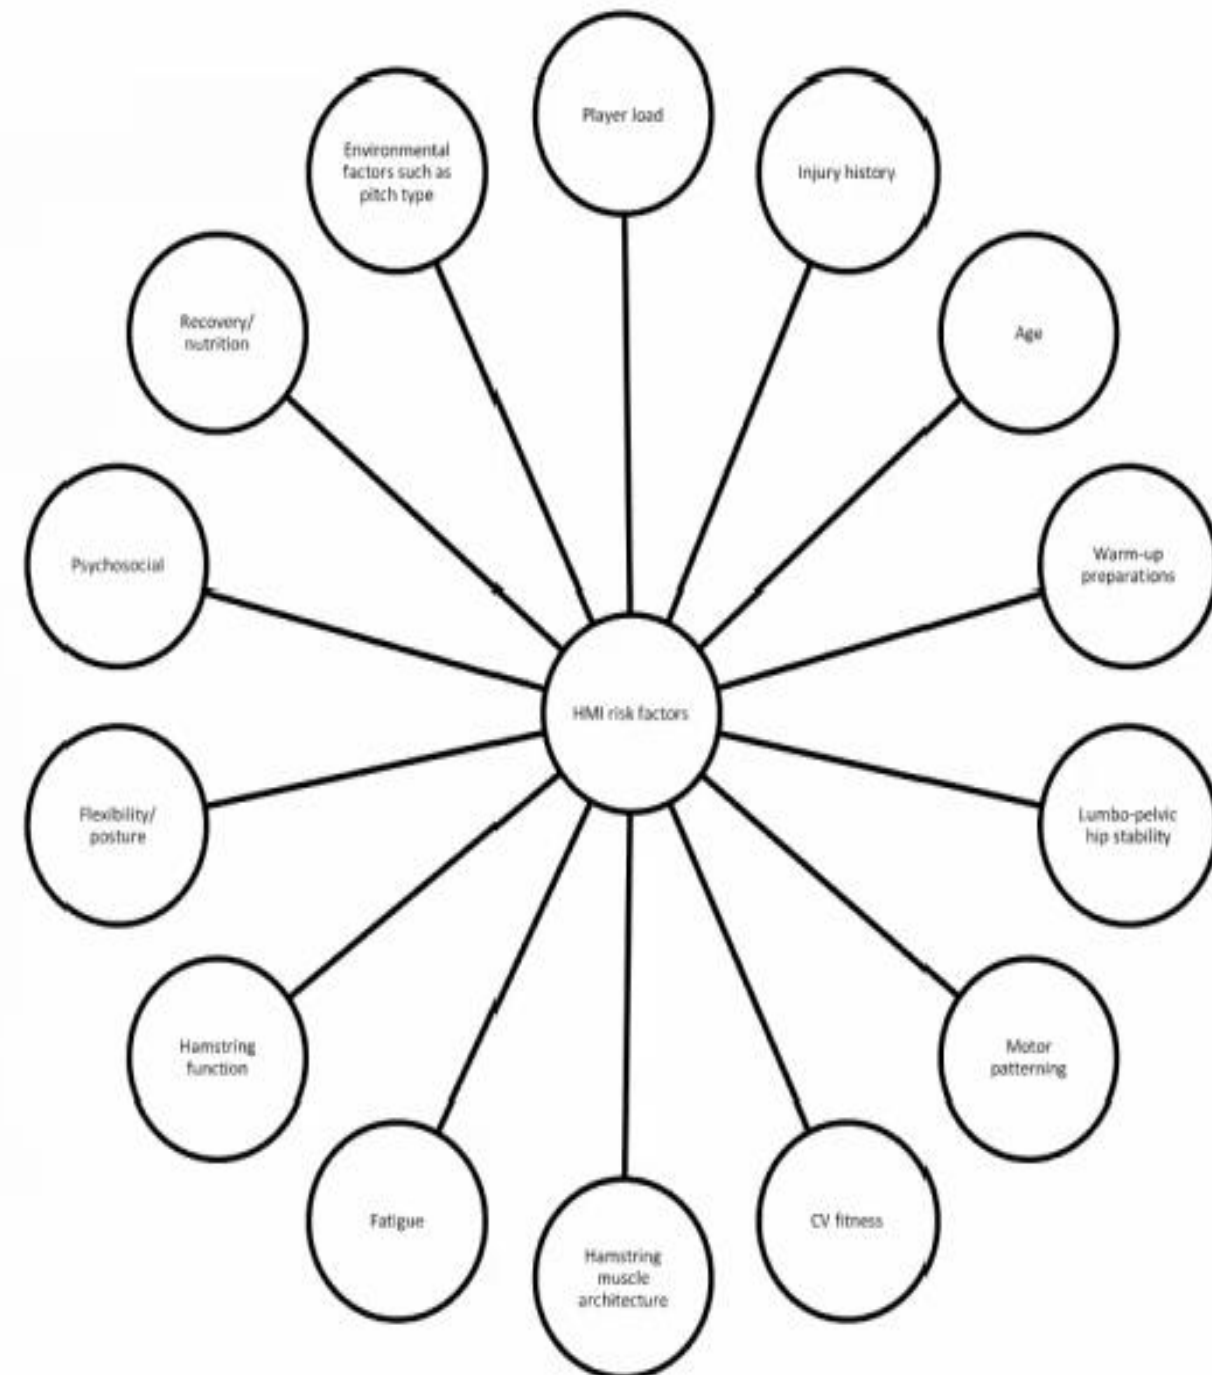 Player load
Environmental
factors such as
pitch type
Injury history
Recovery/
nutrition
Age
Psychosocial
Warm-up
preparations
HMI risk factors
Flexibility/
posture
Lumbo-pelvic
hip stability
Hamstring
function
Motor
patterning
Fatigue
CV fitness
Hamstring
muscle
architecture